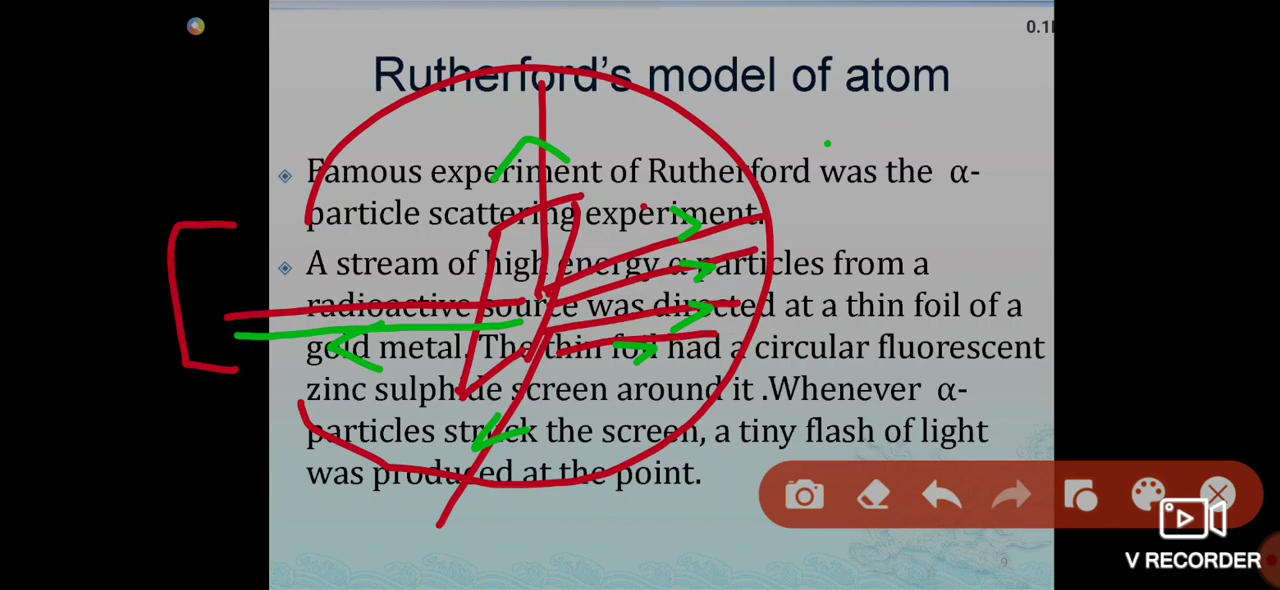 0.1
Rutherford's model of atom
Famous experiment of Rutherford was the α-
particle scattering experiment.
A stream of high energy α particles from a
radioactive source was directed at a thin foil of a
gold metal. The thin foil had a circular fluorescent
zinc sulphide screen around it .Whenever α-
particles struck the screen, a tiny flash of light
was produced at the point.
9
V RECORDER